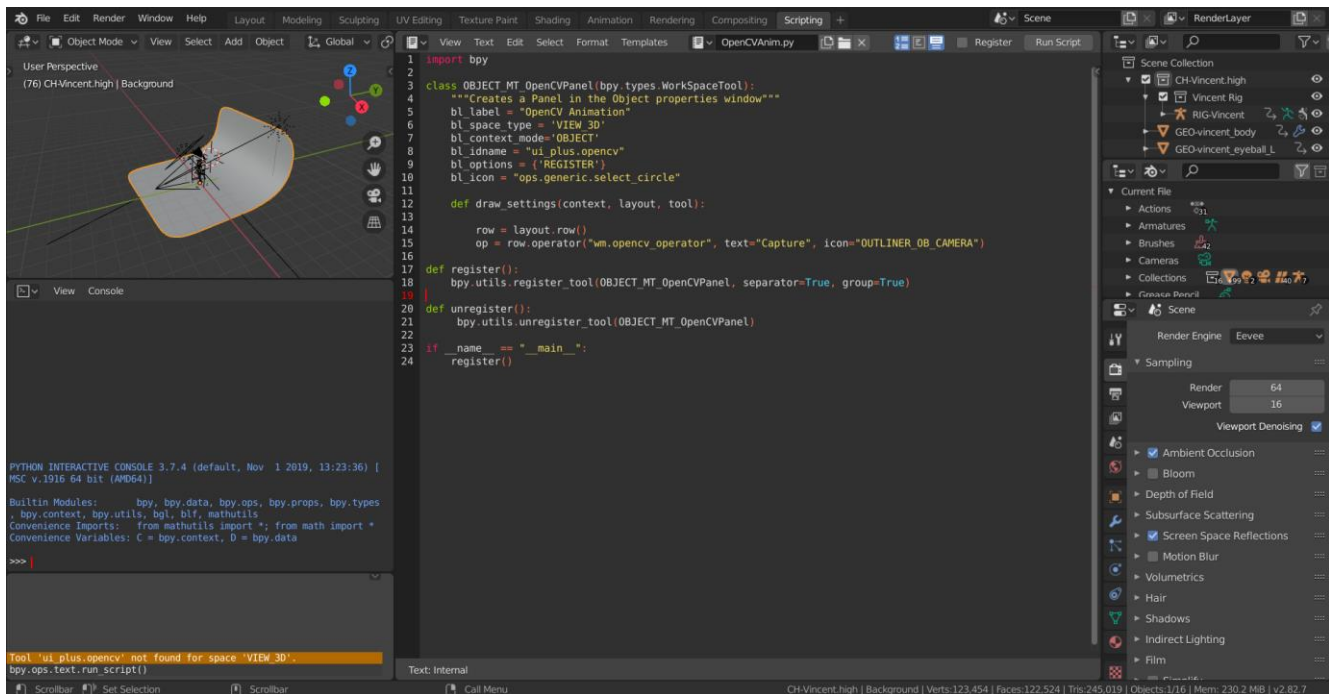 File Edit Render Window Help
Layout Modeling Sculpting UV Editing Texture Paint Shading Animation Rendering Compositing Scripting +
Scene
RenderLayer
Object Mode View Select Add Object Global
View Text Edit Select Format Templates OpenCVAnim.py Register Run Script
User Perspective
(76) CH-Vincent.high | Background
Z
Y
X
1 import bpy
2
3 class OBJECT_MT_OpenCVPanel(bpy.types.WorkSpaceTool):
4 """Creates a Panel in the Object properties window"""
5 bl_label = "OpenCV Animation"
6 bl_space_type = 'VIEW_3D'
7 bl_context_mode='OBJECT'
8 bl_idname = "ui_plus.opencv"
9 bl_options = {'REGISTER'}
10 bl_icon = "ops.generic.select_circle"
11
12 def draw_settings(context, layout, tool):
13
14 row = layout.row()
15 op = row.operator("wm.opencv_operator", text="Capture", icon="OUTLINER_OB_CAMERA")
16
17 def register():
18 bpy.utils.register_tool(OBJECT_MT_OpenCVPanel, separator=True, group=True)
19
20 def unregister():
21 bpy.utils.unregister_tool(OBJECT_MT_OpenCVPanel)
22
23 if __name__ == "__main__":
24 register()
Text: Internal
View Console
PYTHON INTERACTIVE CONSOLE 3.7.4 (default, Nov 1 2019, 13:23:36) [
MSC v.1916 64 bit (AMD64)]
Builtin Modules: bpy, bpy.data, bpy.ops, bpy.props, bpy.types
, bpy.context, bpy.utils, bgl, blf, mathutils
Convenience Imports: from mathutils import *; from math import *
Convenience Variables: C = bpy.context, D = bpy.data
>>>
Tool 'ui_plus.opencv' not found for space 'VIEW_3D'.
bpy.ops.text.run_script()
Scene Collection
CH-Vincent.high
Vincent Rig
RIG-Vincent
GEO-vincent_body
GEO-vincent_eyeball_L
Current File
Actions 31
Armatures
Brushes 42
Cameras
Collections 16 99 2 40 7
Grease Pencil
Scene
Render Engine Eevee
Sampling
Render 64
Viewport 16
Viewport Denoising
Ambient Occlusion
Bloom
Depth of Field
Subsurface Scattering
Screen Space Reflections
Motion Blur
Volumetrics
Hair
Shadows
Indirect Lighting
Film
Scrollbar Set Selection Scrollbar Call Menu
CH-Vincent.high | Background | Verts:123,454 | Faces:122,524 | Tris:245,019 | Objects:1/16 | Mem: 230.2 MiB | v2.82.7